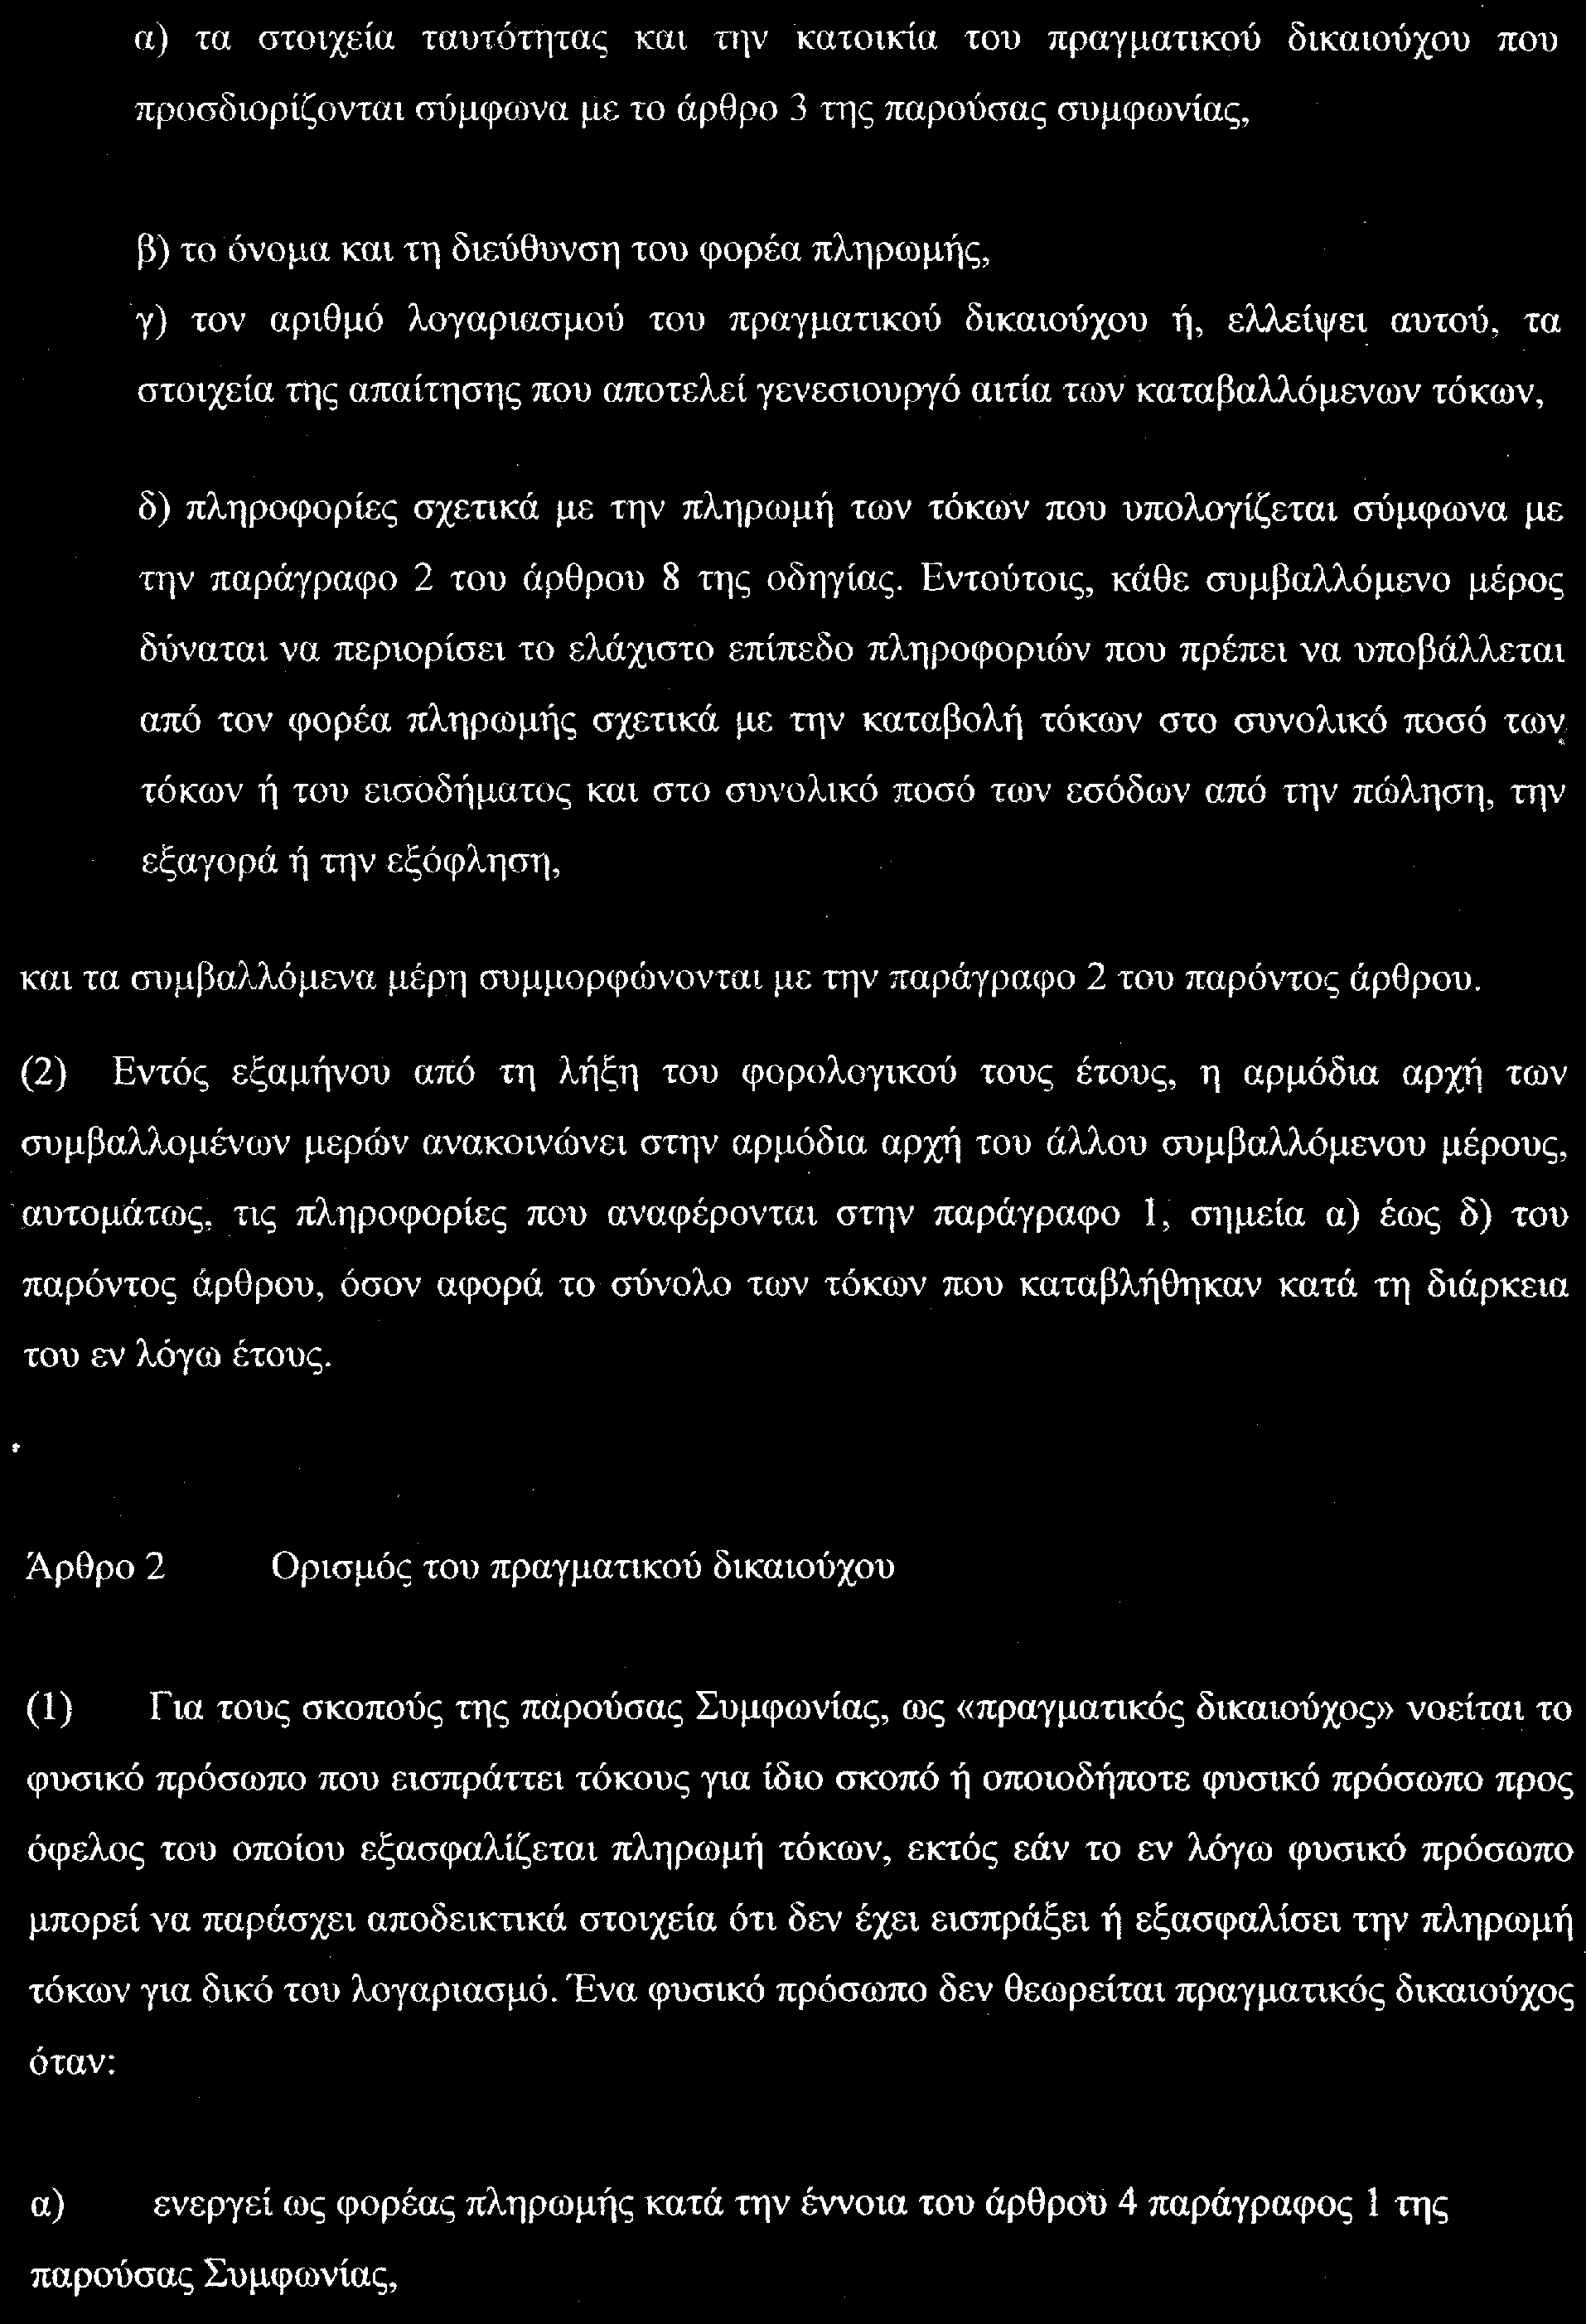 α) τα στοιχεία ταυτότητας και την κατοικία του πραγματικού δικαιούχου που
προσδιορίζονται σύμφωνα με το άρθρο 3 της παρούσας συμφωνίας,
β) το όνομα και τη διεύθυνση του φορέα πληρωμής,
γ) τον αριθμό λογαριασμού του πραγματικού δικαιούχου ή, ελλείψει αυτού, τα
στοιχεία της απαίτησης που αποτελεί γενεσιουργό αιτία των καταβαλλόμενων τόκων,
δ) πληροφορίες σχετικά με την πληρωμή των τόκων που υπολογίζεται σύμφωνα με
την παράγραφο 2 του άρθρου 8 της οδηγίας. Εντούτοις, κάθε συμβαλλόμενο μέρος
δύναται να περιορίσει το ελάχιστο επίπεδο πληροφοριών που πρέπει να υποβάλλεται
από τον φορέα πληρωμής σχετικά με την καταβολή τόκων στο συνολικό ποσό των
τόκων ή του εισοδήματος και στο συνολικό ποσό των εσόδων από την πώληση, την
εξαγορά ή την εξόφληση,
και τα συμβαλλόμενα μέρη συμμορφώνονται με την παράγραφο 2 του παρόντος άρθρου.
(2) Εντός εξαμήνου από τη λήξη του φορολογικού τους έτους, η αρμόδια αρχή των
συμβαλλομένων μερών ανακοινώνει στην αρμόδια αρχή του άλλου συμβαλλόμενου μέρους,
αυτομάτως, τις πληροφορίες που αναφέρονται στην παράγραφο 1, σημεία α) έως δ) του
παρόντος άρθρου, όσον αφορά το σύνολο των τόκων που καταβλήθηκαν κατά τη διάρκεια
του εν λόγω έτους.
Άρθρο 2 Ορισμός του πραγματικού δικαιούχου
(1) Για τους σκοπούς της παρούσας Συμφωνίας, ως «πραγματικός δικαιούχος» νοείται το
φυσικό πρόσωπο που εισπράττει τόκους για ίδιο σκοπό ή οποιοδήποτε φυσικό πρόσωπο προς
όφελος του οποίου εξασφαλίζεται πληρωμή τόκων, εκτός εάν το εν λόγω φυσικό πρόσωπο
μπορεί να παράσχει αποδεικτικά στοιχεία ότι δεν έχει εισπράξει ή εξασφαλίσει την πληρωμή
τόκων για δικό του λογαριασμό. Ένα φυσικό πρόσωπο δεν θεωρείται πραγματικός δικαιούχος
όταν:
α) ενεργεί ως φορέας πληρωμής κατά την έννοια του άρθρου 4 παράγραφος 1 της
παρούσας Συμφωνίας,